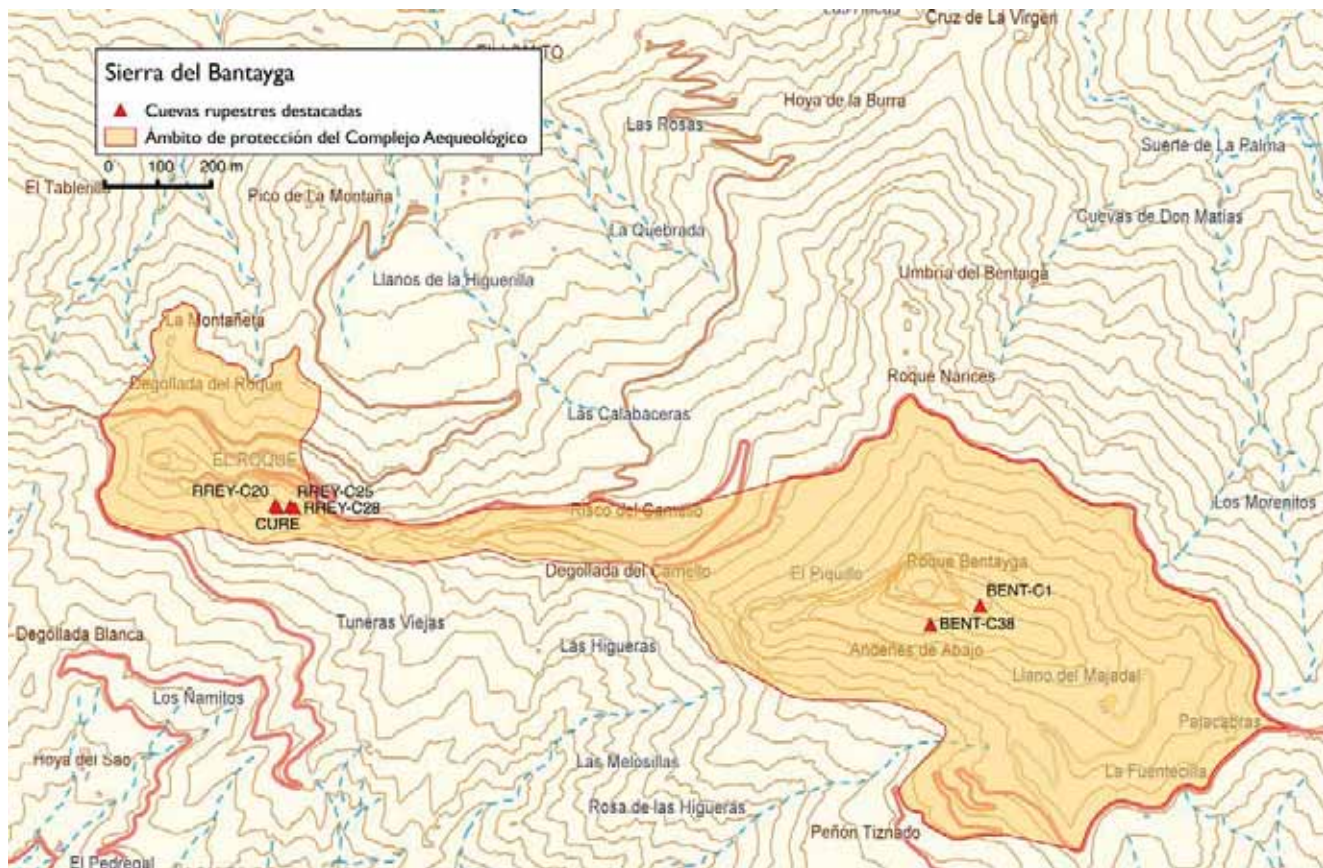 Cruz de La Virgen
Sierra del Bantayga
Cuevas rupestres destacadas
Ámbito de protección del Complejo Aequeológico
0 100 200 m
Hoya de la Burra
Las Rosas
Suerte de La Palma
El Tablerillo
Pico de La Montaña
Cuevas de Don Matías
La Quebrada
Llanos de la Higuerilla
Umbría del Bentaiga
La Montañeta
Roque Narices
Degollada del Roque
Las Calabaceras
EL ROQUE
RREY-C20
RREY-C25
RREY-C28
CURE
Los Morenitos
Risco del Camello
Degollada del Camello
El Piquillo
Roque Bentayga
BENT-C1
BENT-C38
Andenes de Abajo
Tuneras Viejas
Degollada Blanca
Las Higueras
Llano del Majadal
Los Ñamitos
Pajacabras
Hoya del Sao
Las Melosillas
La Fuentecilla
Rosa de las Higueras
Peñón Tiznado
El Pedregal